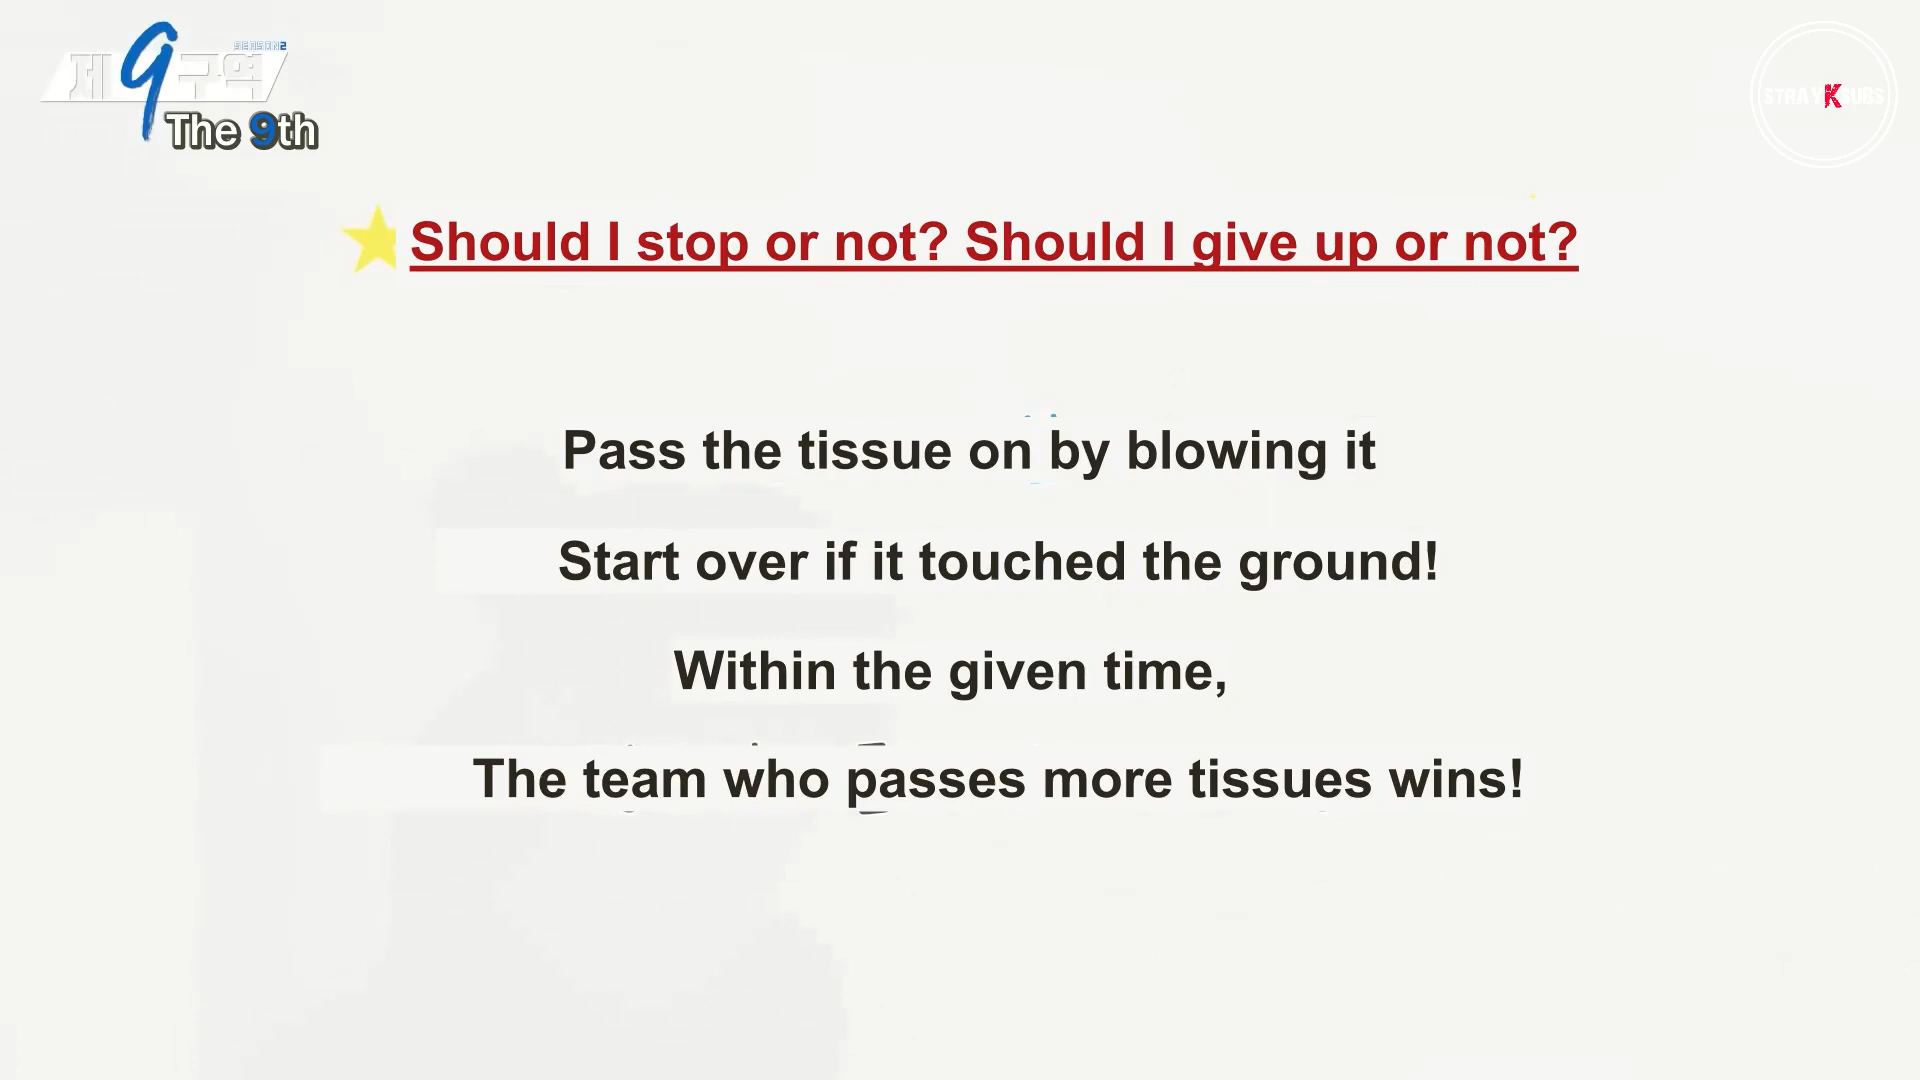 SEASON2
제9구역
The 9th
STRAY K SUBS
Should I stop or not? Should I give up or not?
Pass the tissue on by blowing it
Start over if it touched the ground!
Within the given time,
The team who passes more tissues wins!